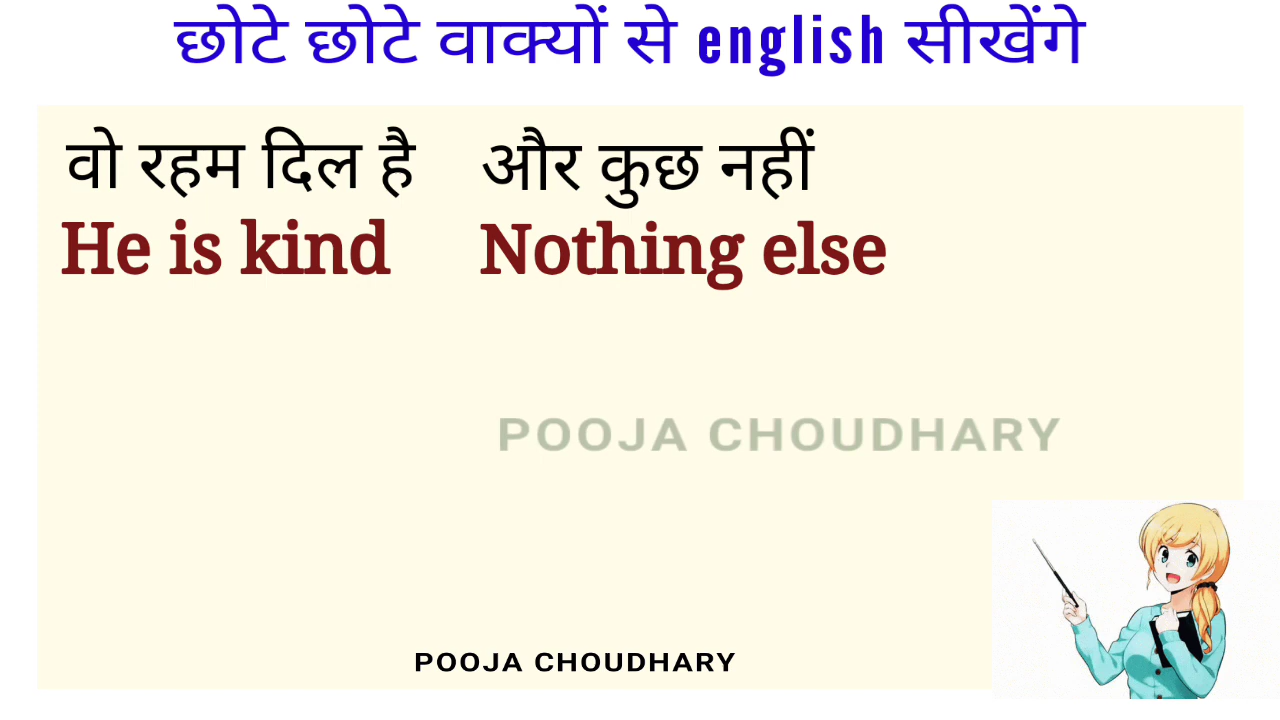 छोटे छोटे वाक्यों से english सीखेंगे
वो रहम दिल है
He is kind
और कुछ नहीं
Nothing else
POOJA CHOUDHARY
POOJA CHOUDHARY